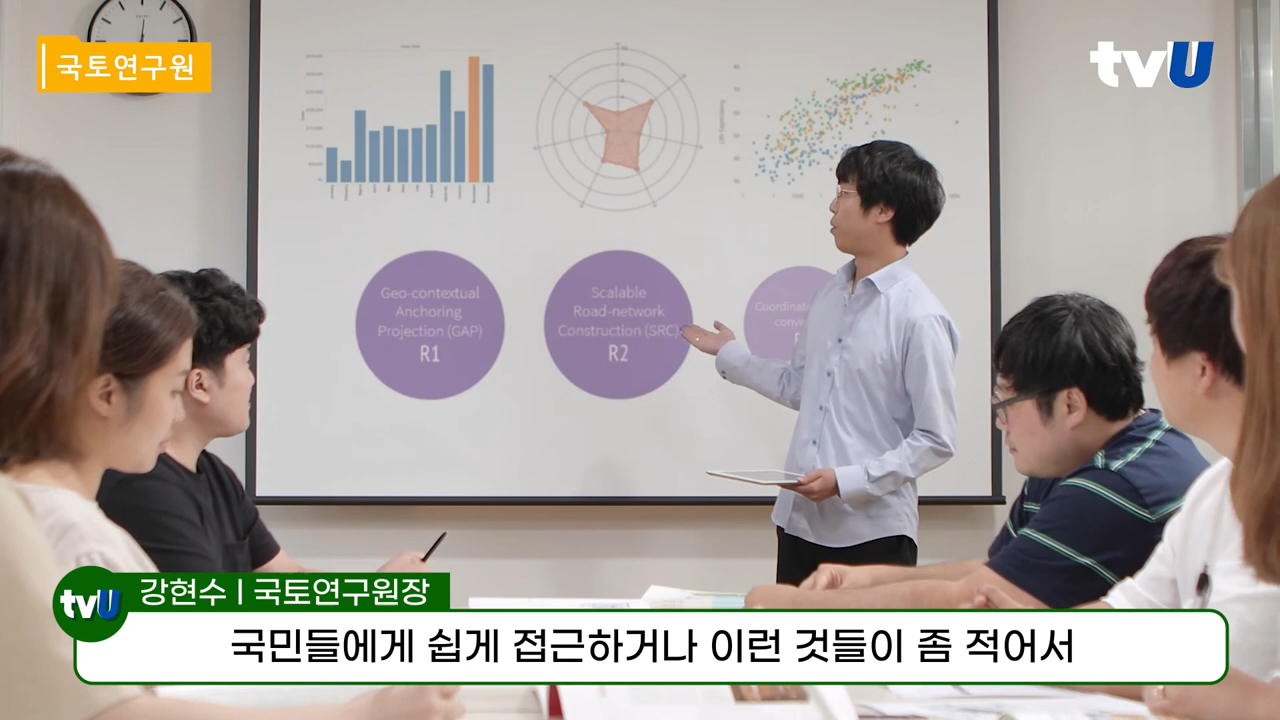 국토연구원
tvU
Geo-contextual
Anchoring
Projection (GAP)
R1
Scalable
Road-network
Construction (SRC)
R2
tvU
강현수 | 국토연구원장
국민들에게 쉽게 접근하거나 이런 것들이 좀 적어서